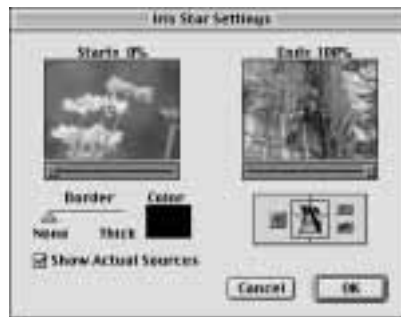 Iris Star Settings
Start: 0%
End: 100%
Border
Color
None
Thick
Show Actual Sources
Cancel
OK